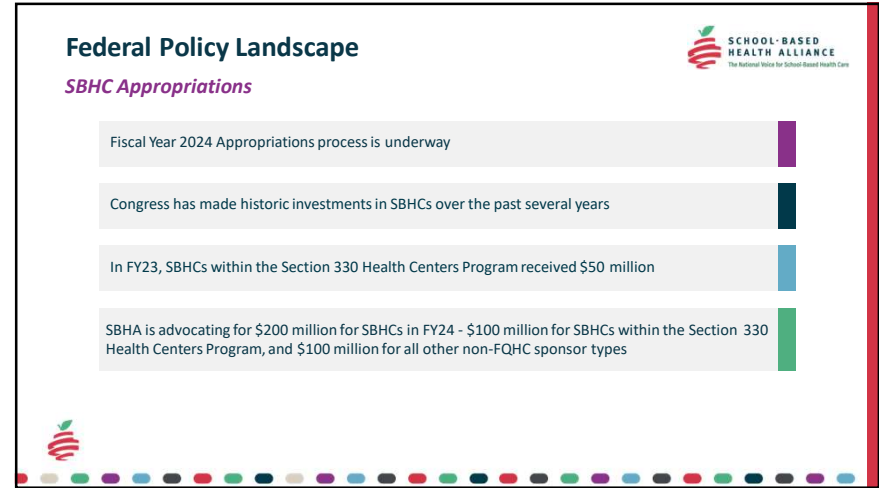 Federal Policy Landscape
SCHOOL-BASED
HEALTH ALLIANCE
The National Voice for School-Based Health Care
SBHC Appropriations
Fiscal Year 2024 Appropriations process is underway
Congress has made historic investments in SBHCs over the past several years
In FY23, SBHCs within the Section 330 Health Centers Program received $50 million
SBHA is advocating for $200 million for SBHCs in FY24 - $100 million for SBHCs within the Section 330
Health Centers Program, and $100 million for all other non-FQHC sponsor types